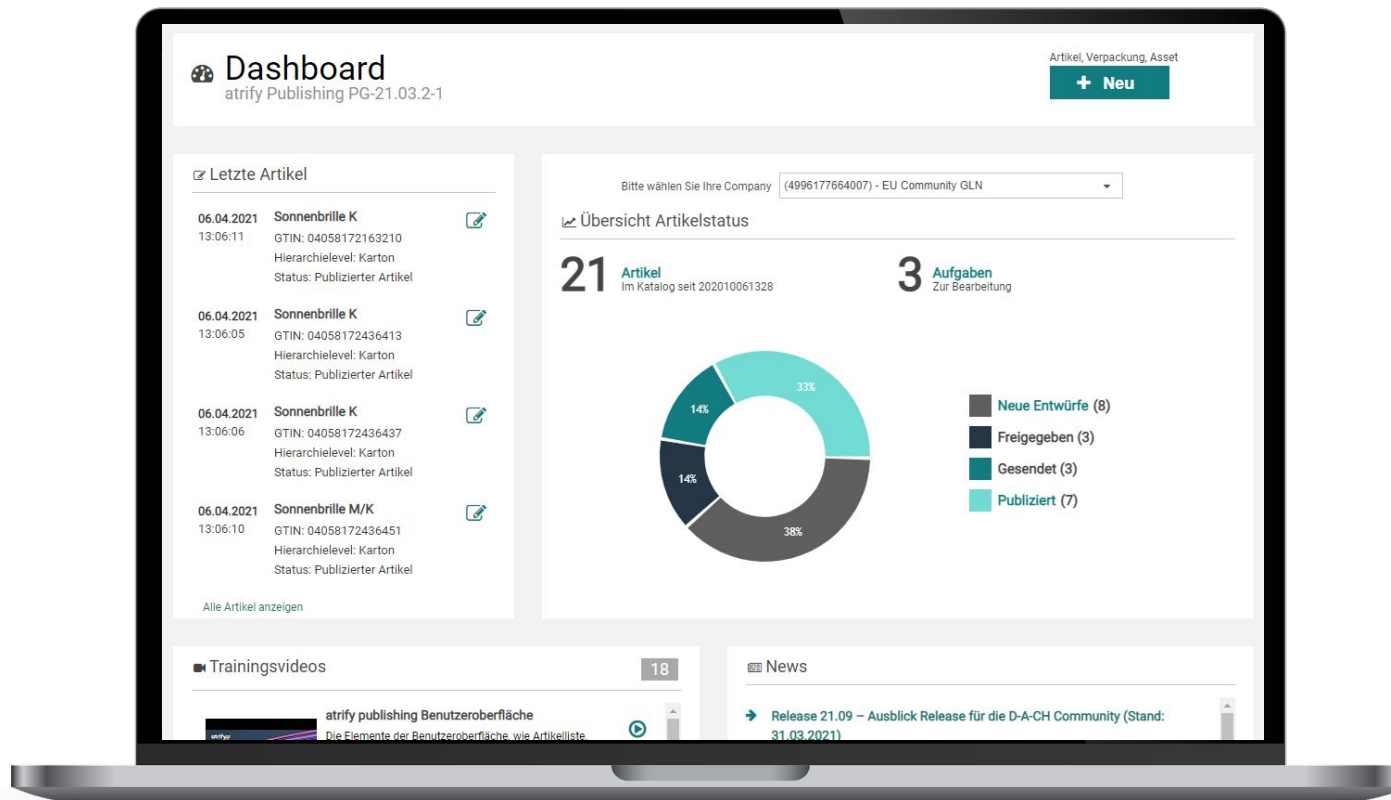 Dashboard
atrify Publishing PG-21.03.2-1
Artikel, Verpackung, Asset
+ Neu
Letzte Artikel
06.04.2021 Sonnenbrille K
13:06:11 GTIN: 04058172163210
Hierarchielevel: Karton
Status: Publizierter Artikel
06.04.2021 Sonnenbrille K
13:06:05 GTIN: 04058172436413
Hierarchielevel: Karton
Status: Publizierter Artikel
06.04.2021 Sonnenbrille K
13:06:06 GTIN: 04058172436437
Hierarchielevel: Karton
Status: Publizierter Artikel
06.04.2021 Sonnenbrille M/K
13:06:10 GTIN: 04058172436451
Hierarchielevel: Karton
Status: Publizierter Artikel
Alle Artikel anzeigen
Bitte wählen Sie Ihre Company (4996177664007) - EU Community GLN
Übersicht Artikelstatus
21 Artikel
Im Katalog seit 202010061328
3 Aufgaben
Zur Bearbeitung
33%
14%
14%
38%
Neue Entwürfe (8)
Freigegeben (3)
Gesendet (3)
Publiziert (7)
Trainingsvideos 18
atrify publishing Benutzeroberfläche
Die Elemente der Benutzeroberfläche, wie Artikelliste,
atrify
News
Release 21.09 – Ausblick Release für die D-A-CH Community (Stand:
31.03.2021)